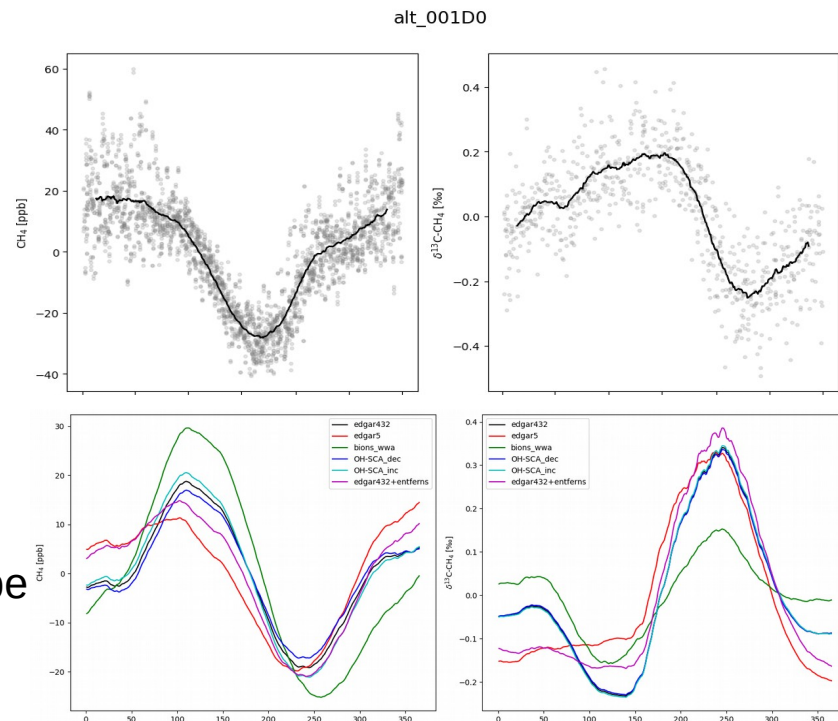 alt_001D0
60
40
20
0
−20
−40
CH₄ [ppb]
0.4
0.2
0.0
−0.2
−0.4
δ¹³C-CH₄ [‰]
30
20
10
0
−10
−20
CH₄ [ppb]
edgar432
edgar5
bions_wwa
OH-SCA_dec
OH-SCA_inc
edgar432+entferns
0 50 100 150 200 250 300 350
0.4
0.3
0.2
0.1
0.0
−0.1
−0.2
δ¹³C-CH₄ [‰]
edgar432
edgar5
bions_wwa
OH-SCA_dec
OH-SCA_inc
edgar432+entferns
0 50 100 150 200 250 300 350